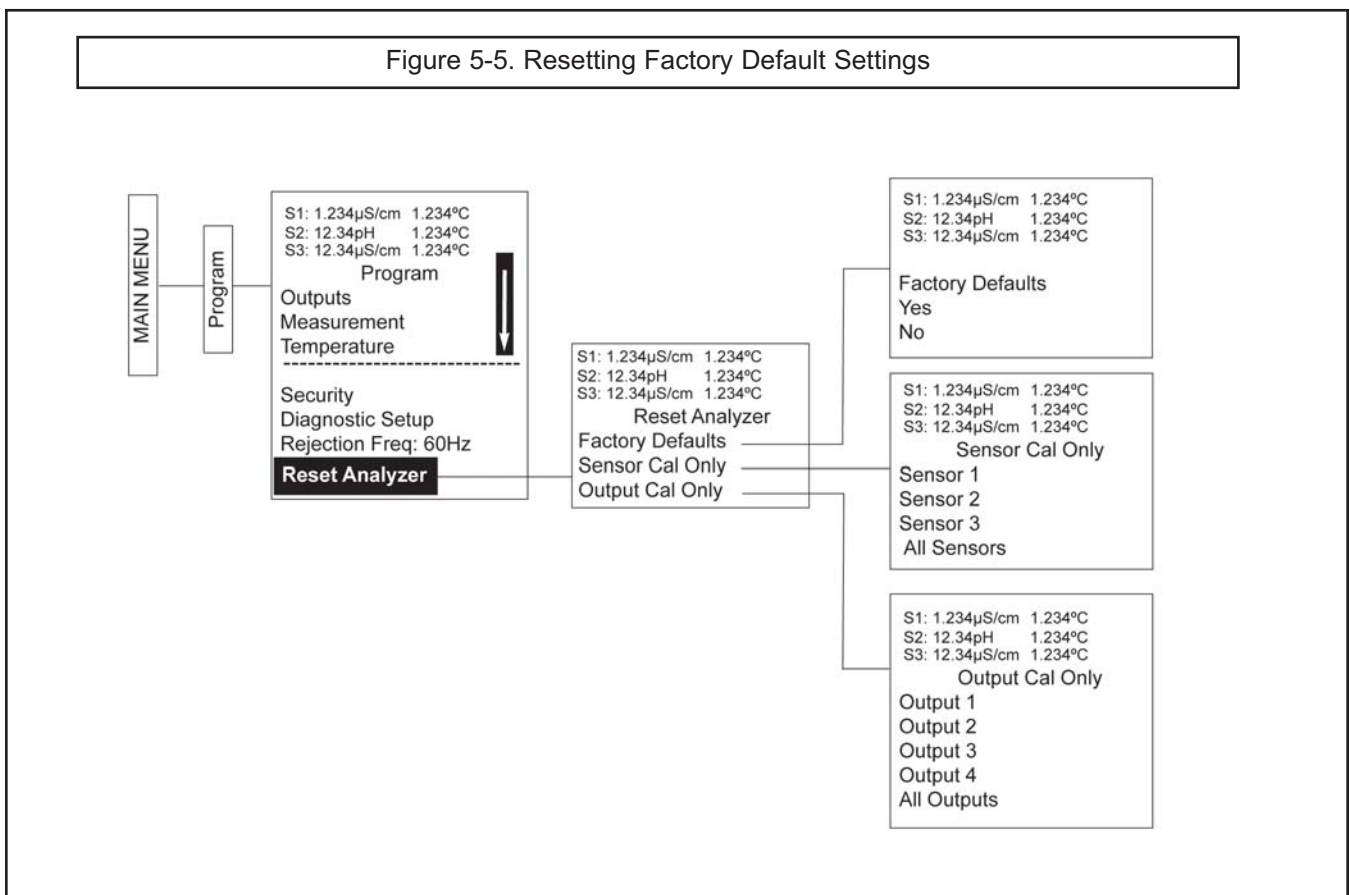 Figure 5-5. Resetting Factory Default Settings
MAIN MENU
Program
S1: 1.234µS/cm 1.234ºC
S2: 12.34pH 1.234ºC
S3: 12.34µS/cm 1.234ºC
Program
Outputs
Measurement
Temperature
Security
Diagnostic Setup
Rejection Freq: 60Hz
Reset Analyzer
S1: 1.234µS/cm 1.234ºC
S2: 12.34pH 1.234ºC
S3: 12.34µS/cm 1.234ºC
Reset Analyzer
Factory Defaults
Sensor Cal Only
Output Cal Only
S1: 1.234µS/cm 1.234ºC
S2: 12.34pH 1.234ºC
S3: 12.34µS/cm 1.234ºC
Factory Defaults
Yes
No
S1: 1.234µS/cm 1.234ºC
S2: 12.34pH 1.234ºC
S3: 12.34µS/cm 1.234ºC
Sensor Cal Only
Sensor 1
Sensor 2
Sensor 3
All Sensors
S1: 1.234µS/cm 1.234ºC
S2: 12.34pH 1.234ºC
S3: 12.34µS/cm 1.234ºC
Output Cal Only
Output 1
Output 2
Output 3
Output 4
All Outputs